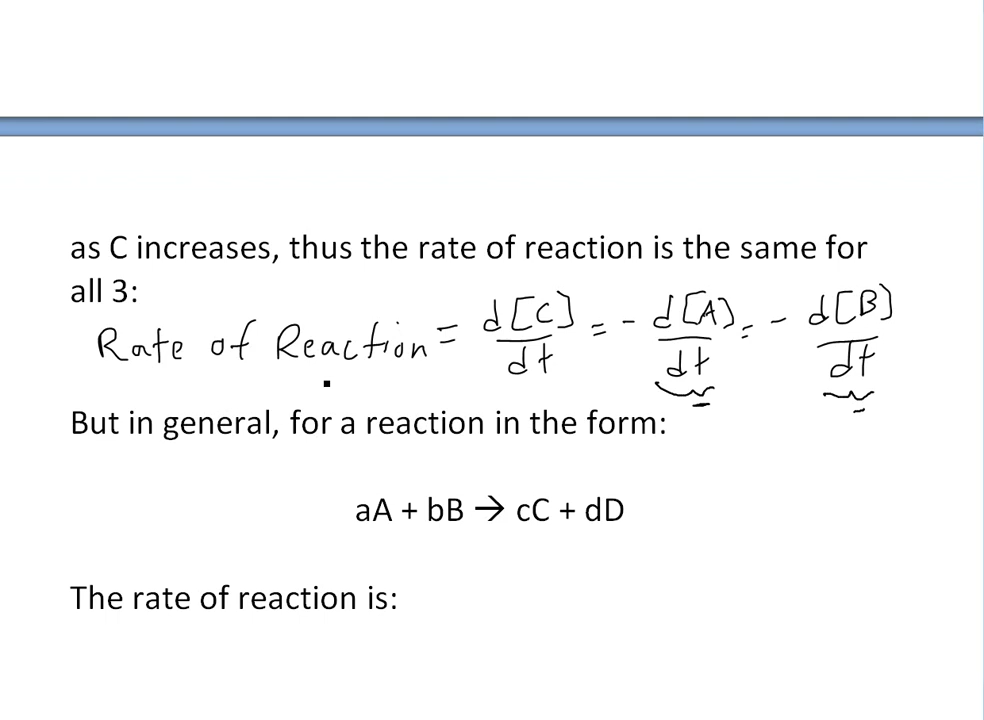 as C increases, thus the rate of reaction is the same for
all 3:
Rate of Reaction = d[C]/dt = - d[A]/dt = - d[B]/dt
But in general, for a reaction in the form:
aA + bB → cC + dD
The rate of reaction is: